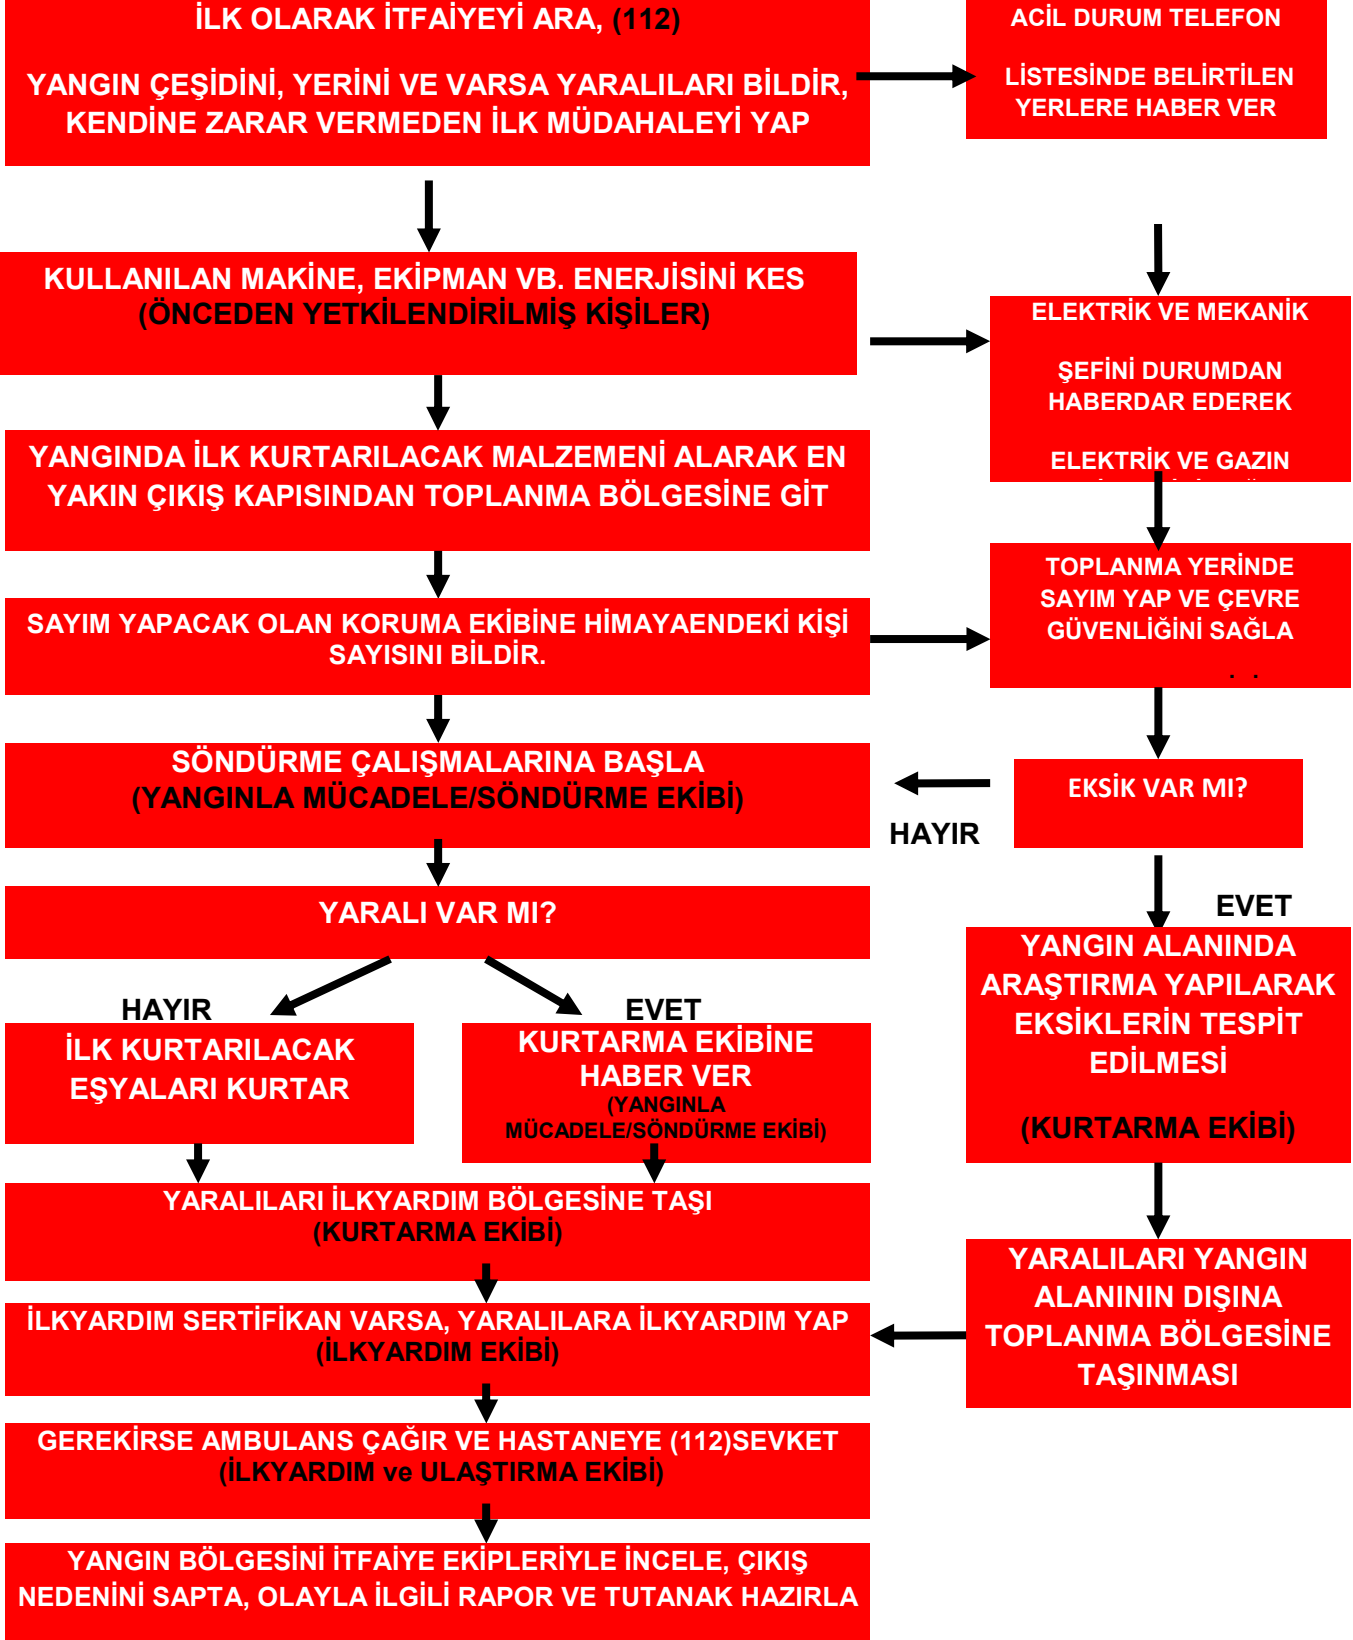 İLK OLARAK İTFAİYEYİ ARA, (112)
YANGIN ÇEŞİDİNİ, YERİNİ VE VARSA YARALILARI BİLDİR,
KENDİNE ZARAR VERMEDEN İLK MÜDAHALEYİ YAP
ACİL DURUM TELEFON
LİSTESİNDE BELİRTİLEN
YERLERE HABER VER
KULLANILAN MAKİNE, EKİPMAN VB. ENERJİSİNİ KES
(ÖNCEDEN YETKİLENDİRİLMİŞ KİŞİLER)
ELEKTRİK VE MEKANİK
ŞEFİNİ DURUMDAN
HABERDAR EDEREK
ELEKTRİK VE GAZIN
YANGINDA İLK KURTARILACAK MALZEMENİ ALARAK EN
YAKIN ÇIKIŞ KAPISINDAN TOPLANMA BÖLGESİNE GİT
TOPLANMA YERİNDE
SAYIM YAP VE ÇEVRE
GÜVENLİĞİNİ SAĞLA
SAYIM YAPACAK OLAN KORUMA EKİBİNE HİMAYAENDEKİ KİŞİ
SAYISINI BİLDİR.
SÖNDÜRME ÇALIŞMALARINA BAŞLA
(YANGINLA MÜCADELE/SÖNDÜRME EKİBİ)
HAYIR
EKSİK VAR MI?
EVET
YARALI VAR MI?
YANGIN ALANINDA
ARAŞTIRMA YAPILARAK
EKSİKLERİN TESPİT
EDİLMESİ
(KURTARMA EKİBİ)
HAYIR
EVET
İLK KURTARILACAK
EŞYALARI KURTAR
KURTARMA EKİBİNE
HABER VER
(YANGINLA
MÜCADELE/SÖNDÜRME EKİBİ)
YARALILARI İLKYARDIM BÖLGESİNE TAŞI
(KURTARMA EKİBİ)
YARALILARI YANGIN
ALANININ DIŞINA
TOPLANMA BÖLGESİNE
TAŞINMASI
İLKYARDIM SERTİFİKAN VARSA, YARALILARA İLKYARDIM YAP
(İLKYARDIM EKİBİ)
GEREKİRSE AMBULANS ÇAĞIR VE HASTANEYE (112)SEVKET
(İLKYARDIM ve ULAŞTIRMA EKİBİ)
YANGIN BÖLGESİNİ İTFAİYE EKİPLERİYLE İNCELE, ÇIKIŞ
NEDENİNİ SAPTA, OLAYLA İLGİLİ RAPOR VE TUTANAK HAZIRLA